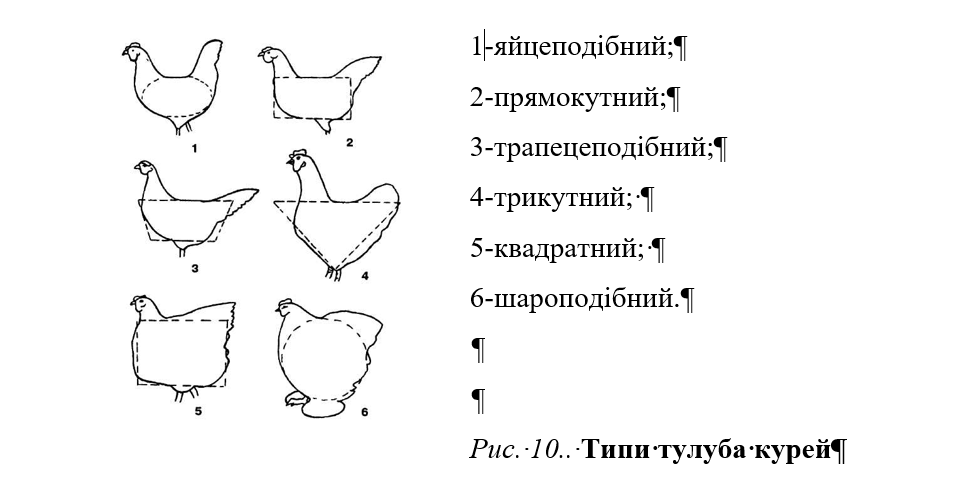 1
2
3
4
5
6
1-яйцеподібний;¶
2-прямокутний;¶
3-трапецеподібний;¶
4-трикутний;·¶
5-квадратний;·¶
6-шароподібний.¶
¶
¶
Рис.·10..·Типи·тулуба·курей¶